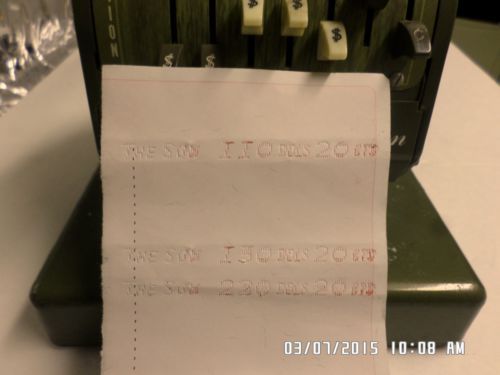 $ $ $ $
$ $
THE SUM 110 DOLS 20 CTS
THE SUM 190 DOLS 20 CTS
THE SUM 220 DOLS 20 CTS
03/07/2015 10:08 AM